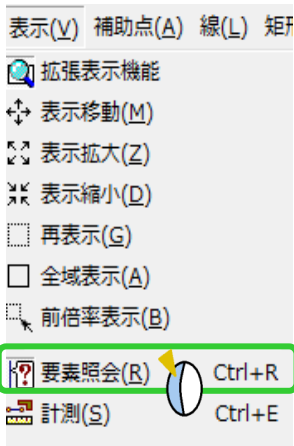 表示(V) 補助点(A) 線(L) 矩形
拡張表示機能
表示移動(M)
表示拡大(Z)
表示縮小(D)
再表示(G)
全域表示(A)
前倍率表示(B)
要素照会(R) Ctrl+R
計測(S) Ctrl+E